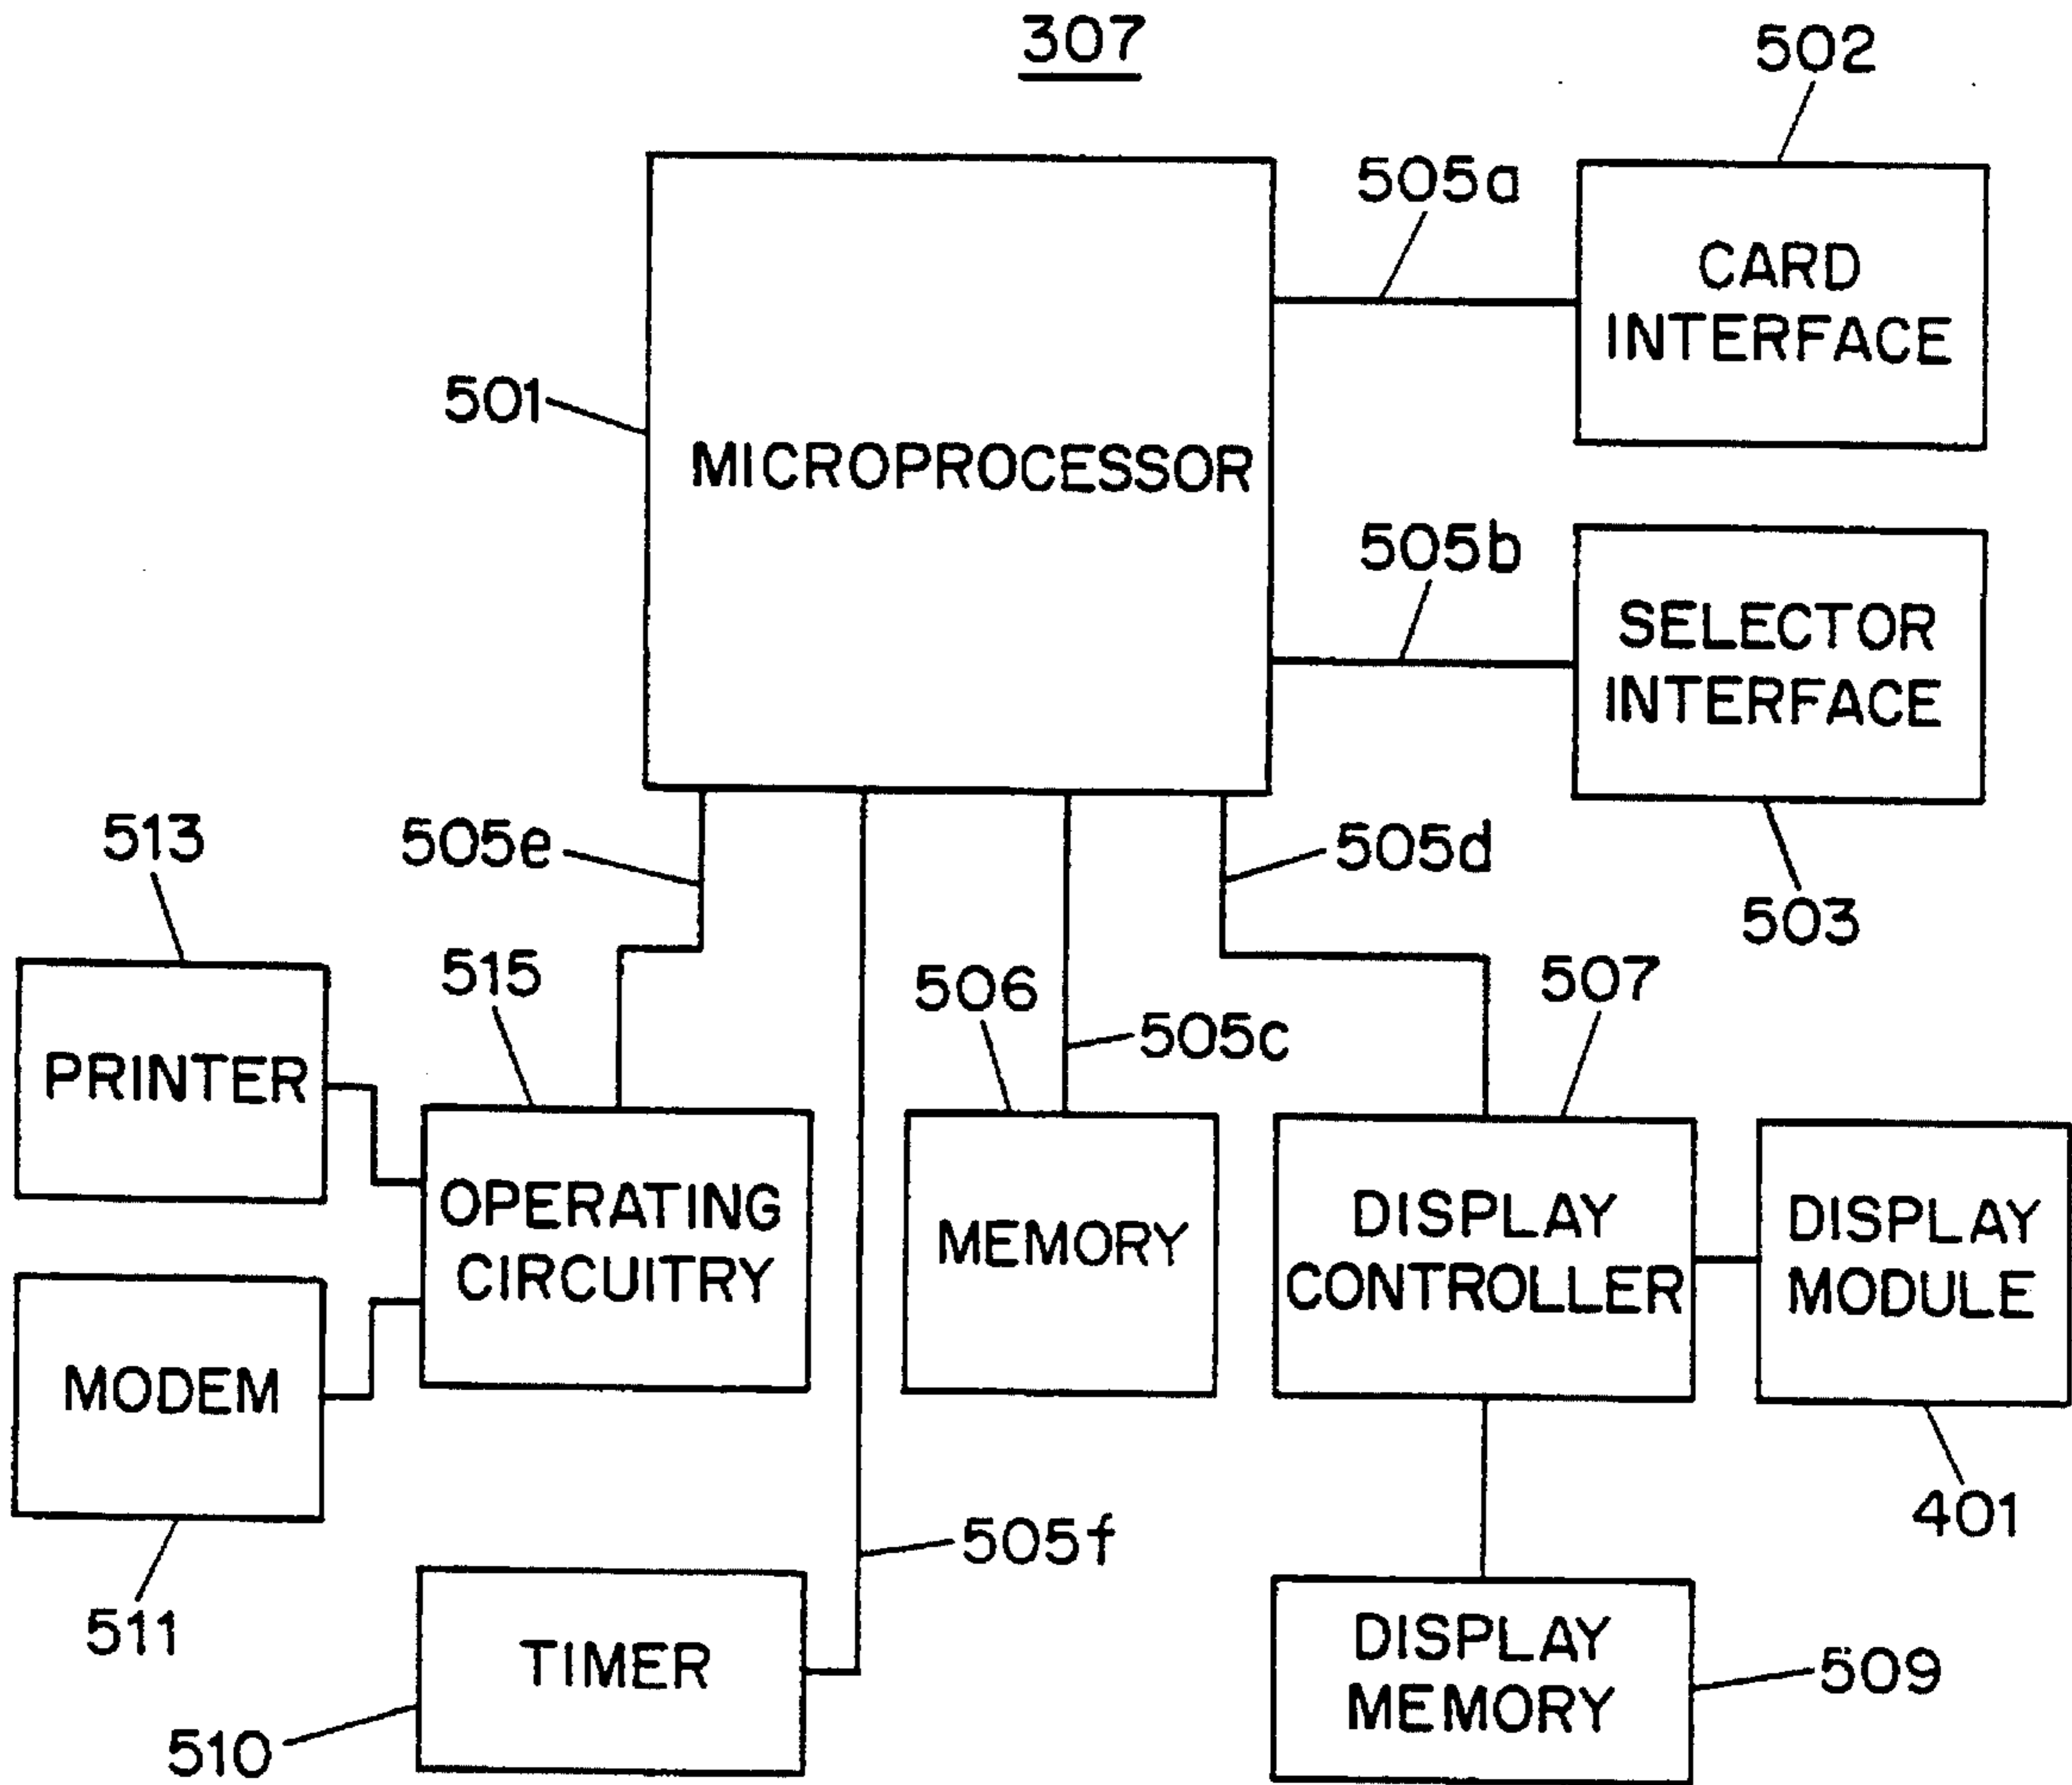 307
502
505a
CARD
INTERFACE
501
MICROPROCESSOR
505b
SELECTOR
INTERFACE
503
505e
505d
513
515
506
505c
507
PRINTER
OPERATING
CIRCUITRY
MEMORY
DISPLAY
CONTROLLER
DISPLAY
MODULE
MODEM
401
511
505f
TIMER
510
DISPLAY
MEMORY
509